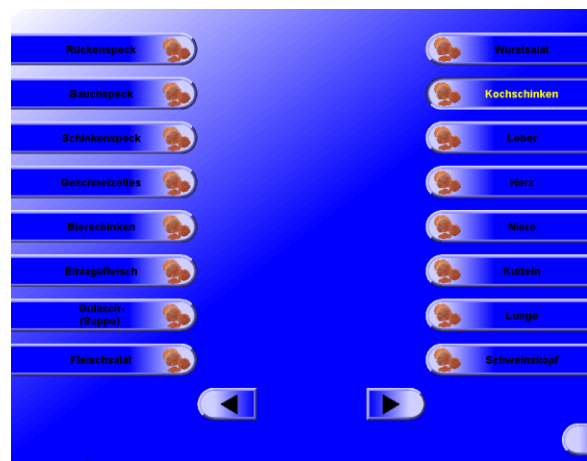 Rückenspeck
Bauchspeck
Schinkenspeck
Geschnetzeltes
Bierschinken
Einlagefleisch
Gulasch-
(Suppe)
Fleischsalat
Wurstsalat
Kochschinken
Leber
Herz
Niere
Kutteln
Lunge
Schweinskopf